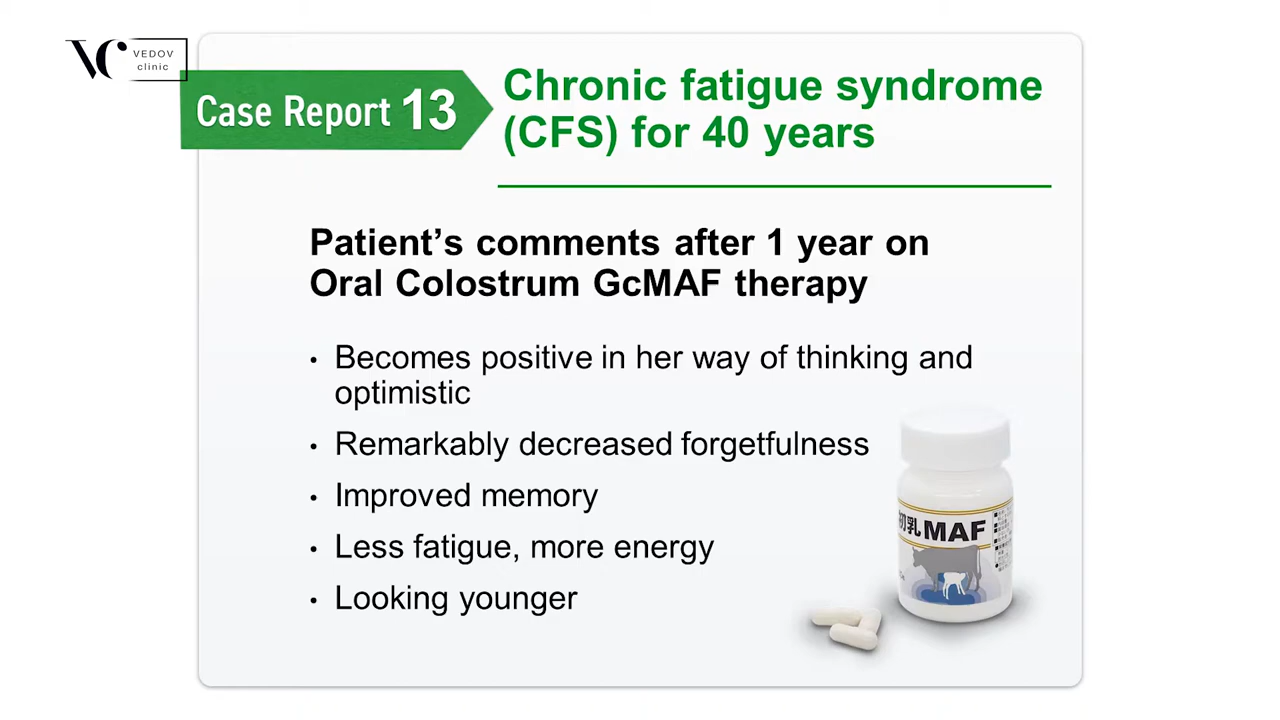 VC
VEDOV
clinic
Case Report 13
Chronic fatigue syndrome
(CFS) for 40 years
Patient’s comments after 1 year on
Oral Colostrum GcMAF therapy
• Becomes positive in her way of thinking and
optimistic
• Remarkably decreased forgetfulness
• Improved memory
• Less fatigue, more energy
• Looking younger
初乳MAF